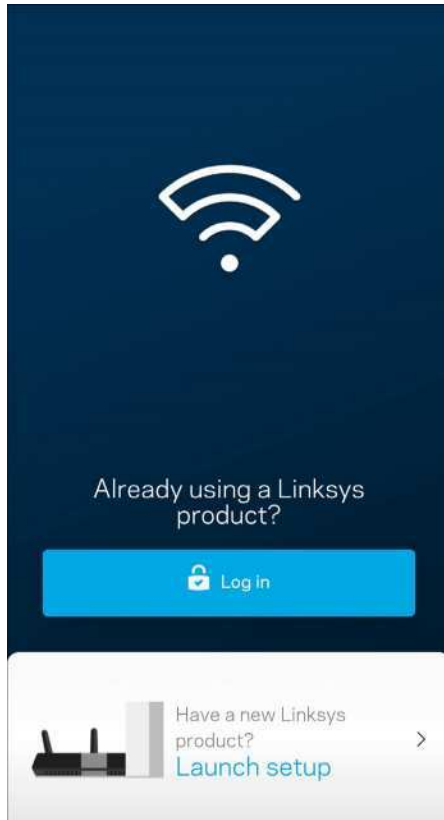 Already using a Linksys
product?
Log in
Have a new Linksys
product?
Launch setup